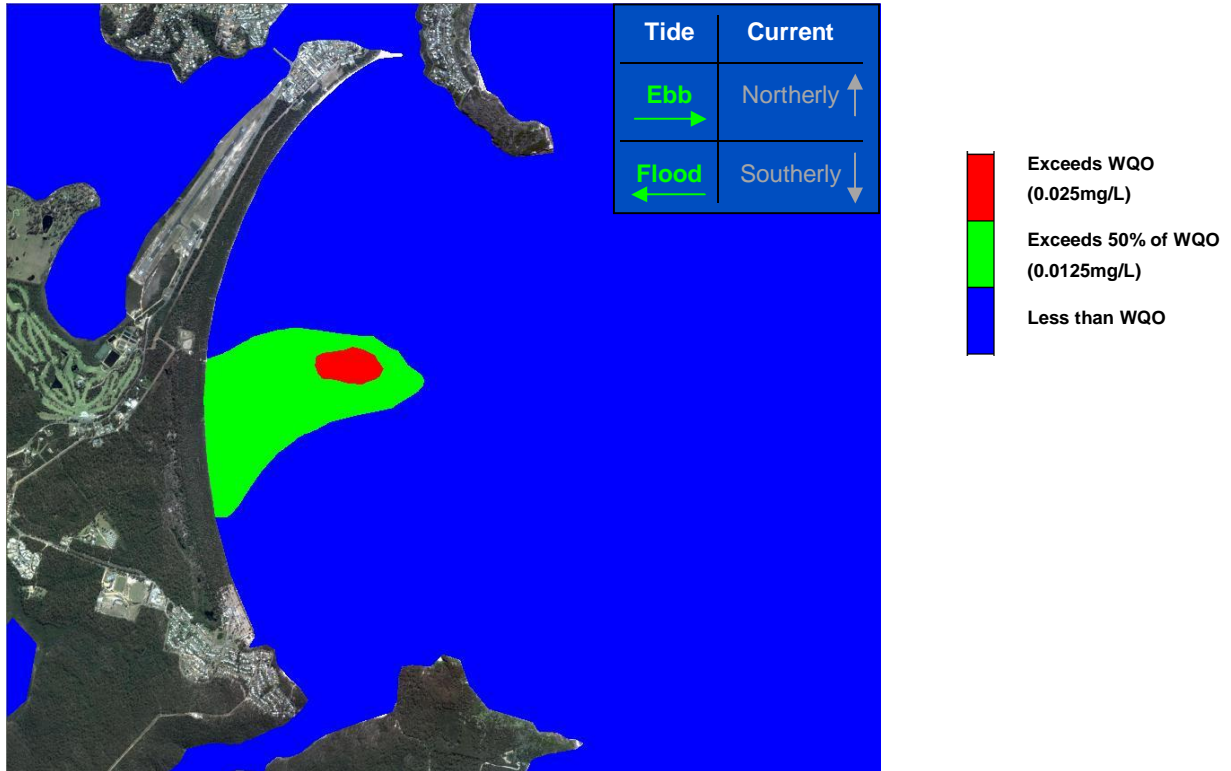 Tide Current
Ebb Northerly
Flood Southerly
Exceeds WQO
(0.025mg/L)
Exceeds 50% of WQO
(0.0125mg/L)
Less than WQO